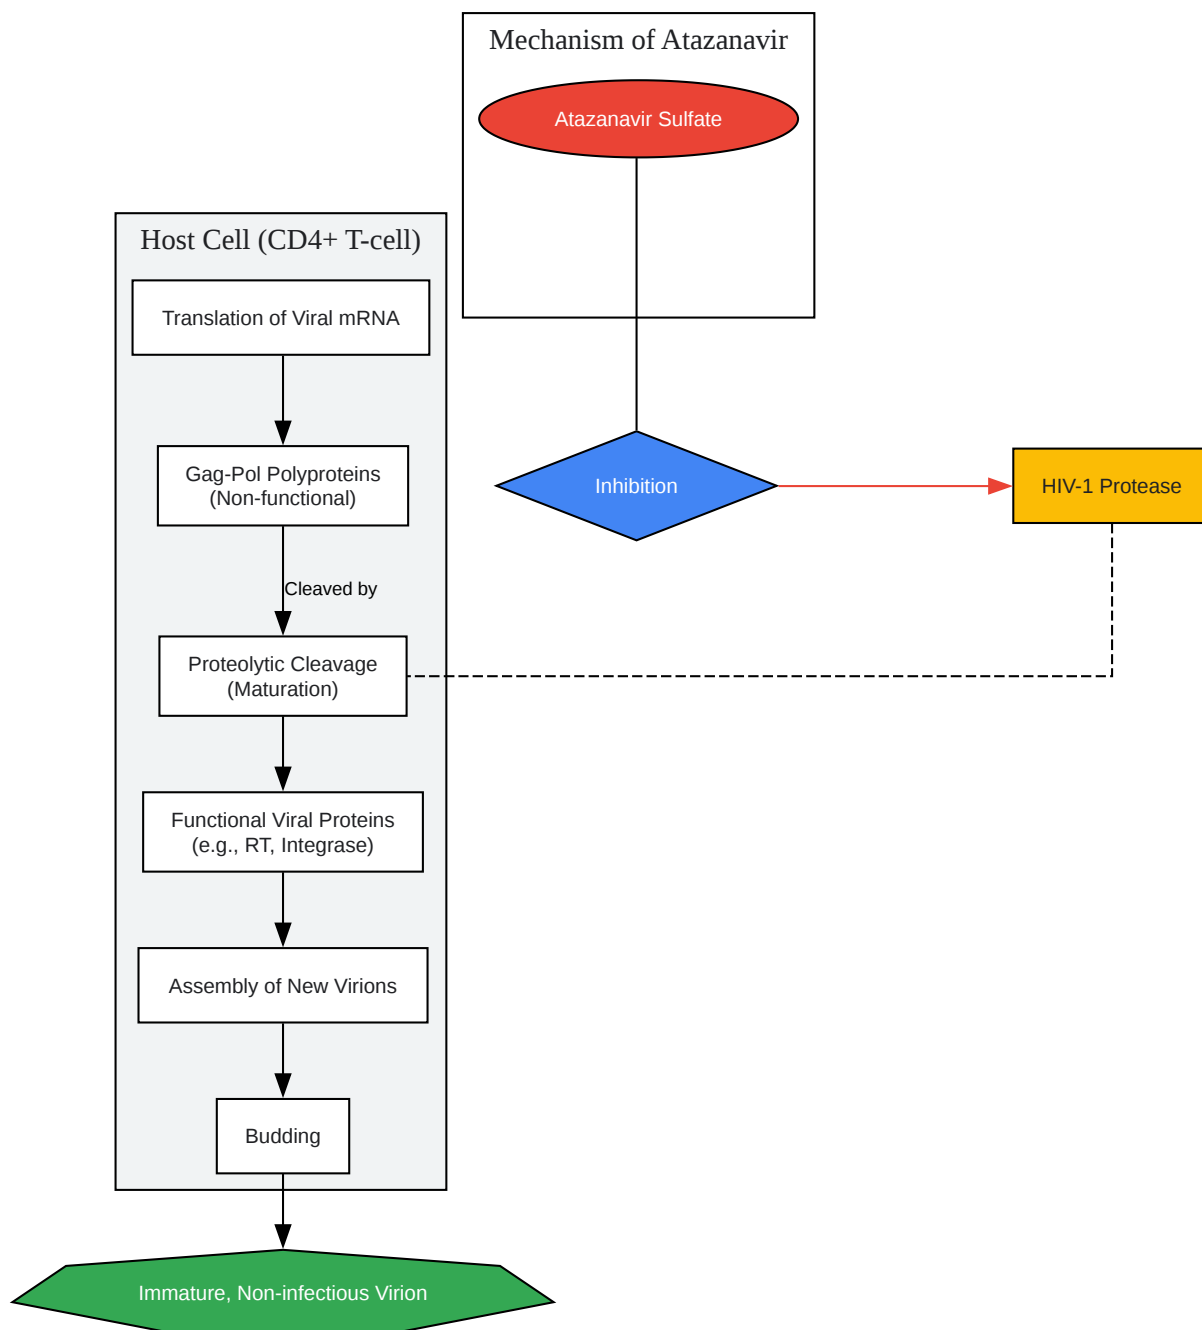 Mechanism of Atazanavir
Atazanavir Sulfate
Host Cell (CD4+ T-cell)
Translation of Viral mRNA
Gag-Pol Polyproteins
(Non-functional)
Inhibition
HIV-1 Protease
Cleaved by
Proteolytic Cleavage
(Maturation)
Functional Viral Proteins
(e.g., RT, Integrase)
Assembly of New Virions
Budding
Immature, Non-infectious Virion